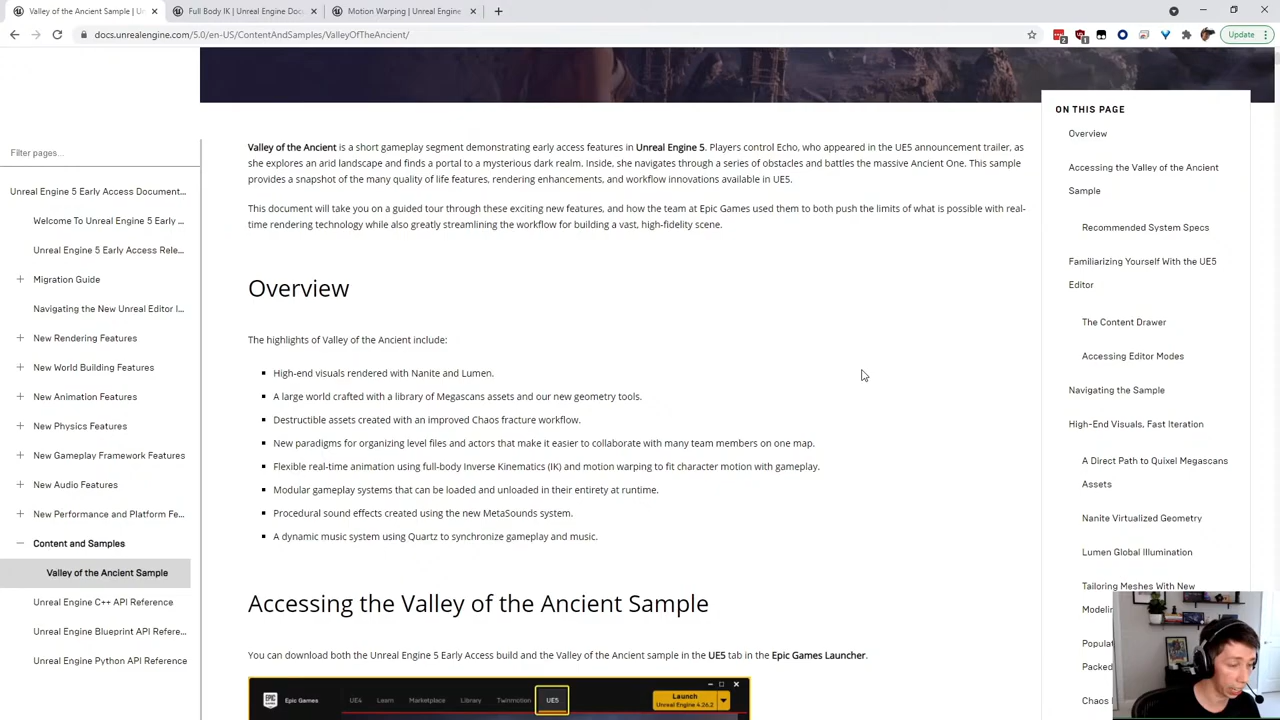 Valley of the Ancient Sample | U
Full Body IK | Unreal Engine Doc
Motion Warping | Unreal Engine
docs.unrealengine.com/5.0/en-US/ContentAndSamples/ValleyOfTheAncient/
2
1
Update
Filter pages...
Unreal Engine 5 Early Access Document...
Welcome To Unreal Engine 5 Early ...
Unreal Engine 5 Early Access Rele...
Migration Guide
Navigating the New Unreal Editor I...
New Rendering Features
New World Building Features
New Animation Features
New Physics Features
New Gameplay Framework Features
New Audio Features
New Performance and Platform Fe...
Content and Samples
Valley of the Ancient Sample
Unreal Engine C++ API Reference
Unreal Engine Blueprint API Refere...
Unreal Engine Python API Reference
Valley of the Ancient is a short gameplay segment demonstrating early access features in Unreal Engine 5. Players control Echo, who appeared in the UE5 announcement trailer, as
she explores an arid landscape and finds a portal to a mysterious dark realm. Inside, she navigates through a series of obstacles and battles the massive Ancient One. This sample
provides a snapshot of the many quality of life features, rendering enhancements, and workflow innovations available in UE5.
This document will take you on a guided tour through these exciting new features, and how the team at Epic Games used them to both push the limits of what is possible with real-
time rendering technology while also greatly streamlining the workflow for building a vast, high-fidelity scene.
Overview
The highlights of Valley of the Ancient include:
High-end visuals rendered with Nanite and Lumen.
A large world crafted with a library of Megascans assets and our new geometry tools.
Destructible assets created with an improved Chaos fracture workflow.
New paradigms for organizing level files and actors that make it easier to collaborate with many team members on one map.
Flexible real-time animation using full-body Inverse Kinematics (IK) and motion warping to fit character motion with gameplay.
Modular gameplay systems that can be loaded and unloaded in their entirety at runtime.
Procedural sound effects created using the new MetaSounds system.
A dynamic music system using Quartz to synchronize gameplay and music.
Accessing the Valley of the Ancient Sample
You can download both the Unreal Engine 5 Early Access build and the Valley of the Ancient sample in the UE5 tab in the Epic Games Launcher.
EPIC GAMES
Epic Games
UE4
Learn
Marketplace
Library
Twinmotion
UE5
Launch
Unreal Engine 4.26.2
ON THIS PAGE
Overview
Accessing the Valley of the Ancient
Sample
Recommended System Specs
Familiarizing Yourself With the UE5
Editor
The Content Drawer
Accessing Editor Modes
Navigating the Sample
High-End Visuals, Fast Iteration
A Direct Path to Quixel Megascans
Assets
Nanite Virtualized Geometry
Lumen Global Illumination
Tailoring Meshes With New
Modelin
Popula
Packed
Chaos